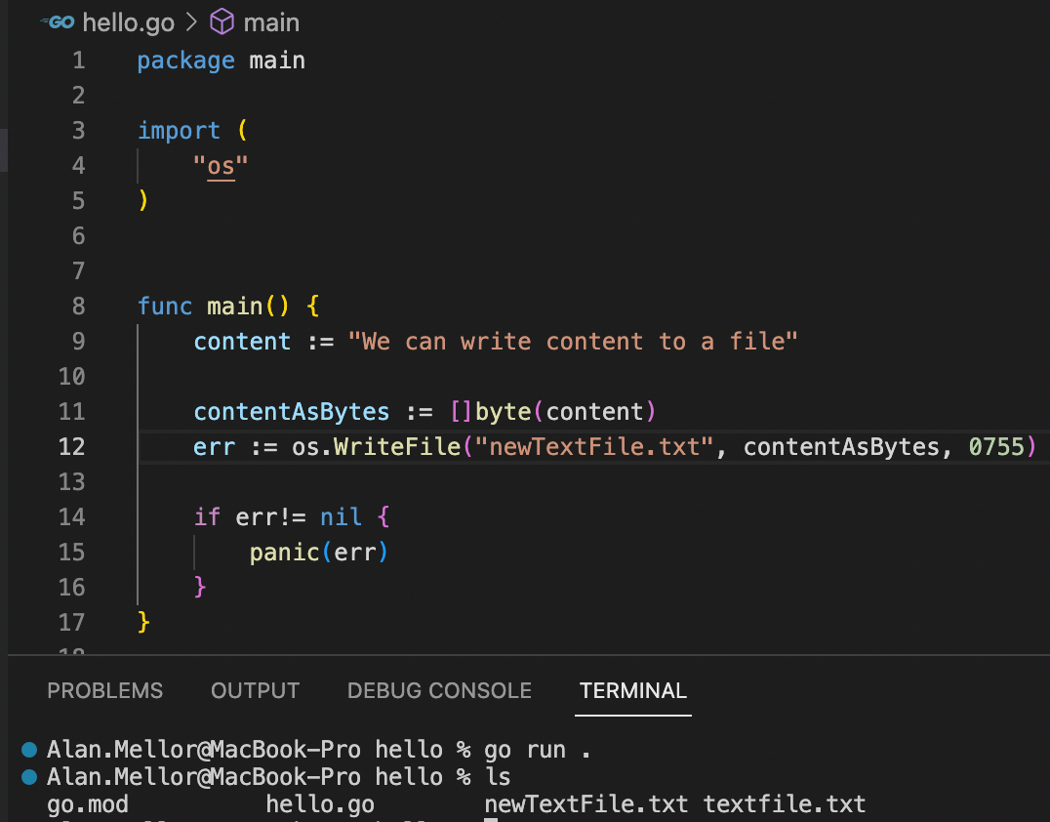 GO hello.go > main
1 package main
2
3 import (
4 "os"
5 )
6
7
8 func main() {
9 content := "We can write content to a file"
10
11 contentAsBytes := []byte(content)
12 err := os.WriteFile("newTextFile.txt", contentAsBytes, 0755)
13
14 if err!= nil {
15 panic(err)
16 }
17 }
18
PROBLEMS OUTPUT DEBUG CONSOLE TERMINAL
Alan.Mellor@MacBook-Pro hello % go run .
Alan.Mellor@MacBook-Pro hello % ls
go.mod hello.go newTextFile.txt textfile.txt